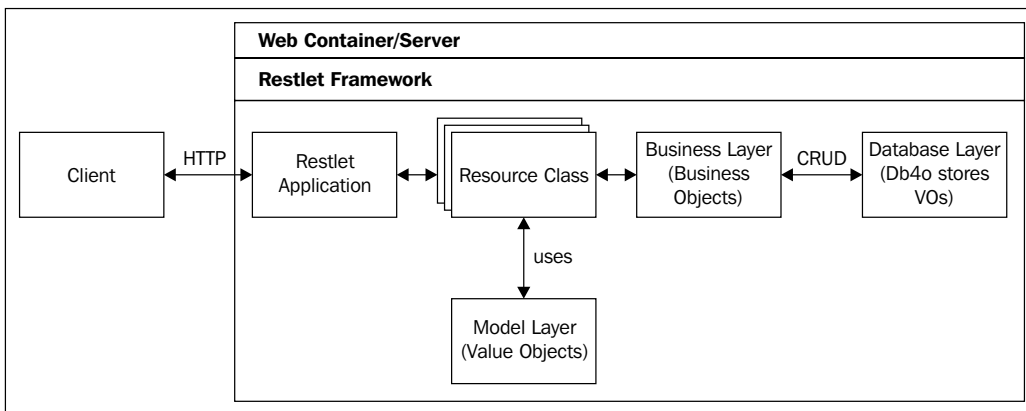 Web Container/Server
Restlet Framework
Client
HTTP
Restlet
Application
Resource Class
Business Layer
(Business
Objects)
CRUD
Database Layer
(Db4o stores
VOs)
uses
Model Layer
(Value Objects)